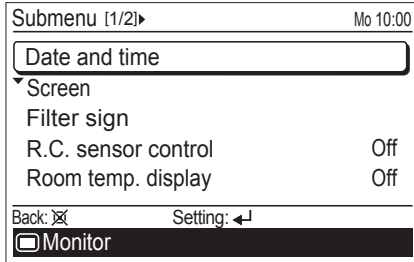 Submenu [1/2] Mo 10:00
Date and time
Screen
Filter sign
R.C. sensor control Off
Room temp. display Off
Back: Setting:
Monitor